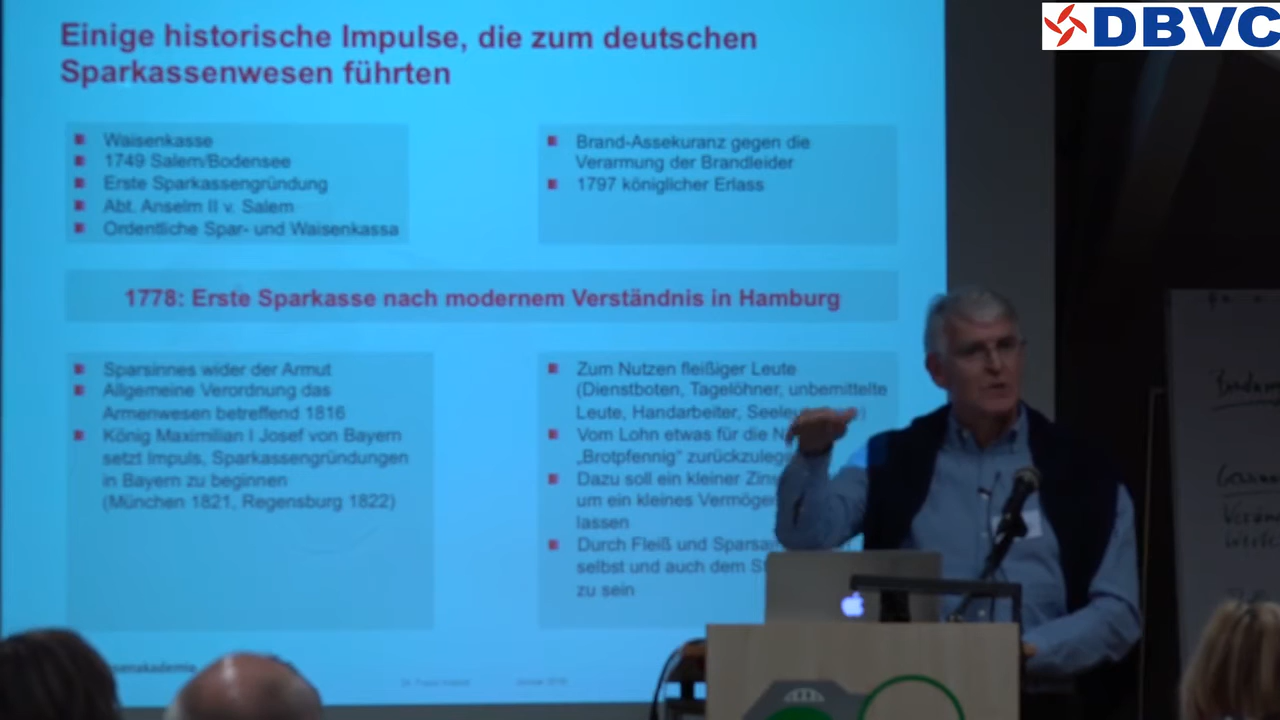 DBVC
Einige historische Impulse, die zum deutschen
Sparkassenwesen führten
Waisenkasse
1749 Salem/Bodensee
Erste Sparkassengründung
Abt. Anselm II v. Salem
Ordentliche Spar- und Waisenkassa
Brand-Assekuranz gegen die
Verarmung der Brandleider
1797 königlicher Erlass
1778: Erste Sparkasse nach modernem Verständnis in Hamburg
Sparsinnes wider der Armut
Allgemeine Verordnung das
Armenwesen betreffend 1816
König Maximilian I Josef von Bayern
setzt Impuls, Sparkassengründungen
in Bayern zu beginnen
(München 1821, Regensburg 1822)
Zum Nutzen fleißiger Leute
(Dienstboten, Tagelöhner, unbemittelte
Leute, Handarbeiter,
Vom Lohn etwas für die
„Brotpfennig“
Dazu soll ein kleiner
um ein kleines
lassen
Durch Fleiß und
selbst und auch dem
zu sein